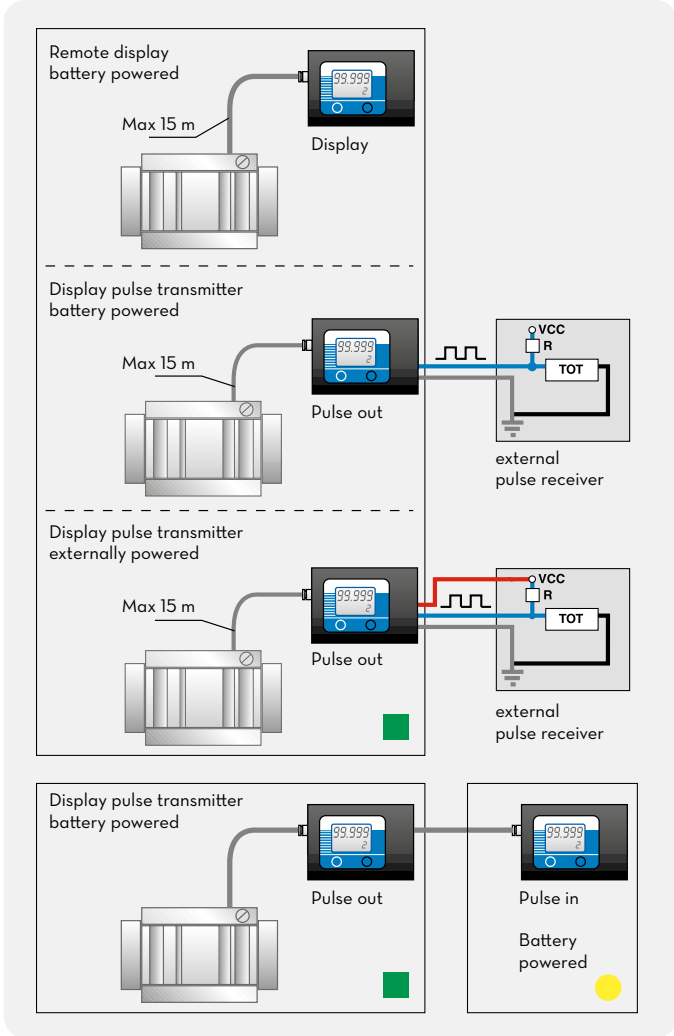 Remote display
battery powered
99.999
2
Max 15 m
Display
Display pulse transmitter
battery powered
99.999
2
VCC
R
TOT
Max 15 m
Pulse out
external
pulse receiver
Display pulse transmitter
externally powered
99.999
2
VCC
R
TOT
Max 15 m
Pulse out
external
pulse receiver
Display pulse transmitter
battery powered
99.999
2
Pulse out
99.999
2
Pulse in
Battery
powered